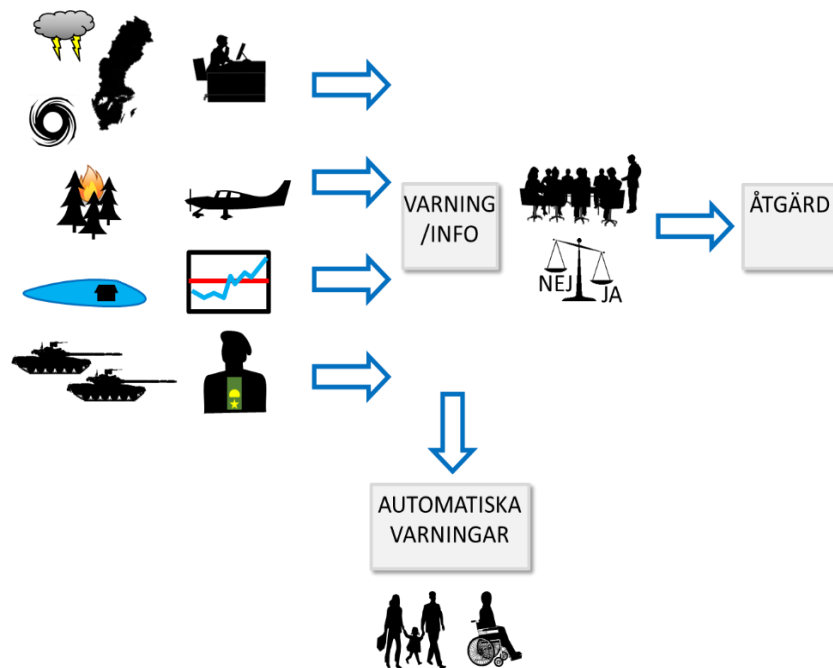 VARNING
/INFO
NEJ
JA
ÅTGÄRD
AUTOMATISKA
VARNINGAR